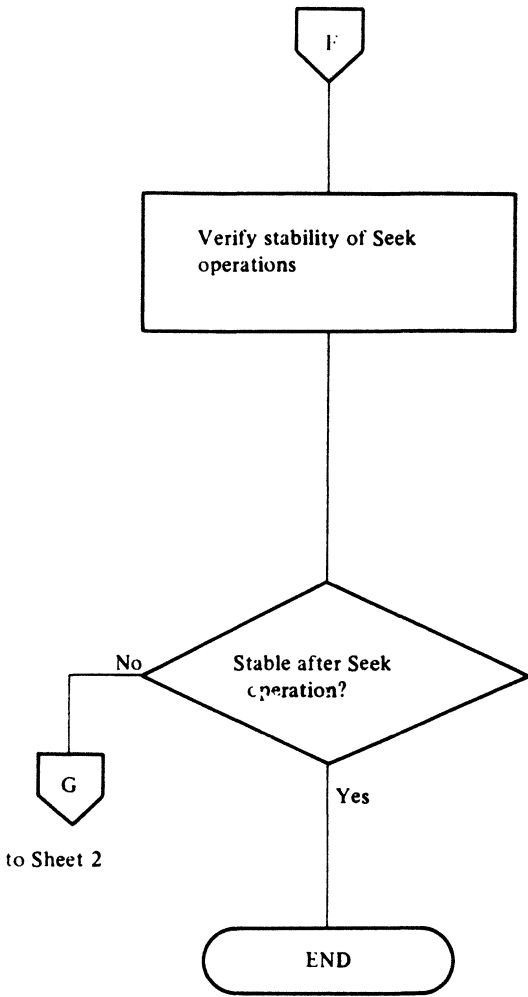 F
Verify stability of Seek
operations
No
Stable after Seek
operation?
G
Yes
to Sheet 2
END